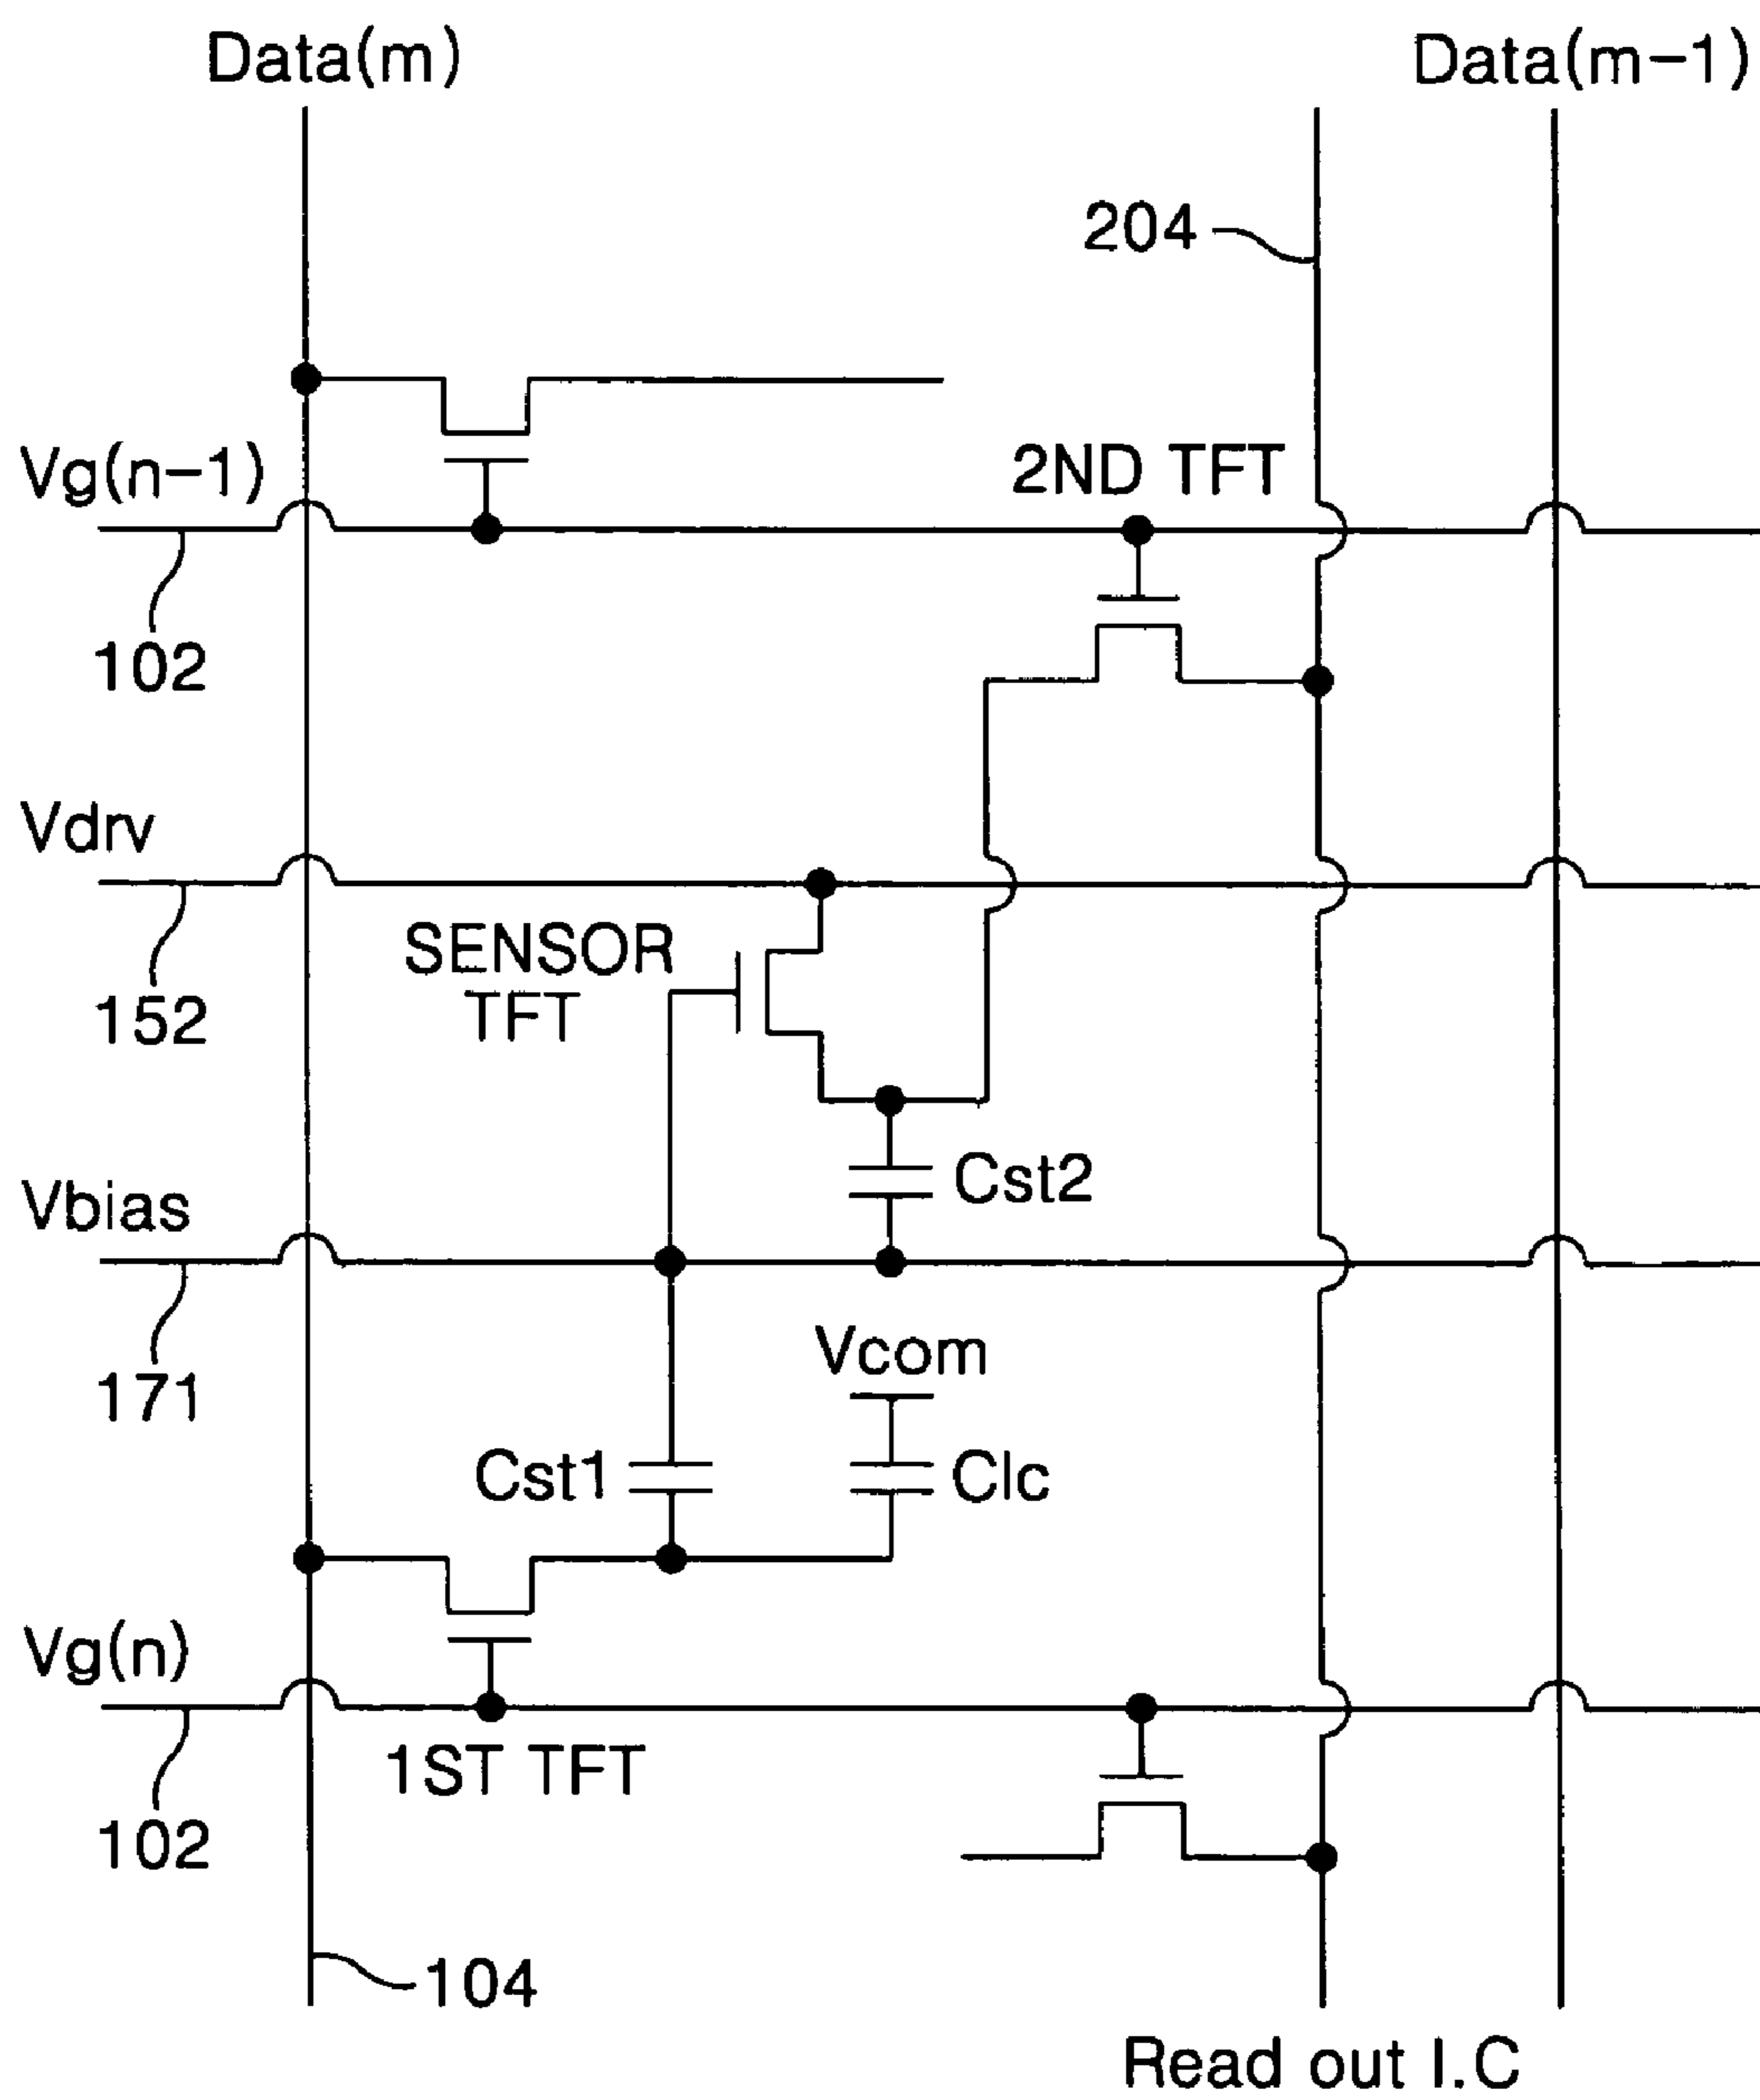 Data(m)
Data(m-1)
204
Vg(n-1)
2ND TFT
102
Vdrv
SENSOR
TFT
152
Cst2
Vbias
Vcom
171
Cst1
Clc
Vg(n)
1ST TFT
102
104
Read out I.C